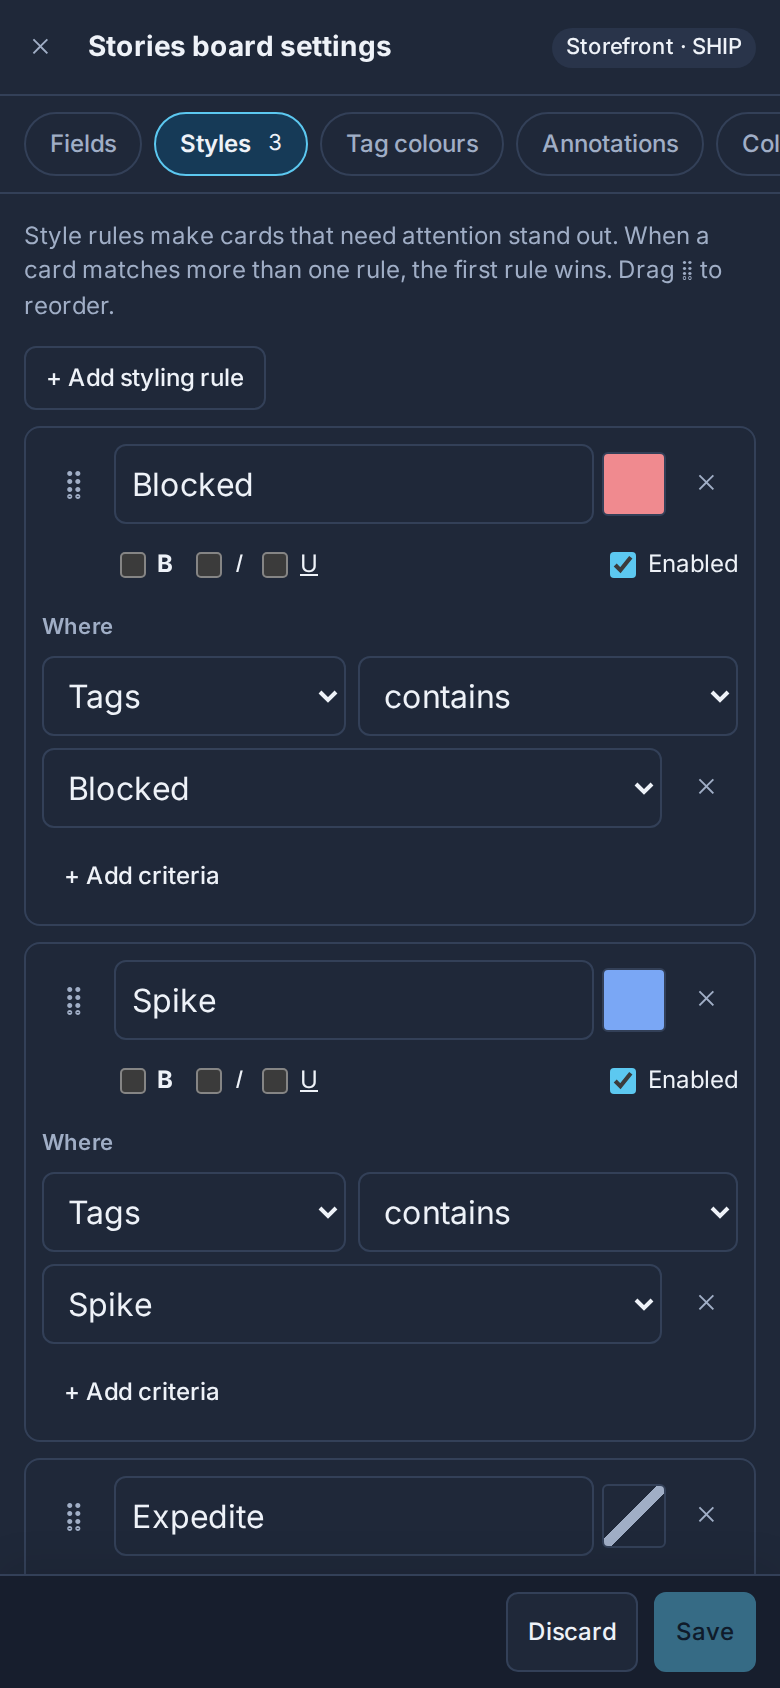 Stories board settings
Storefront · SHIP
Fields
Styles 3
Tag colours
Annotations
Col
Style rules make cards that need attention stand out. When a
card matches more than one rule, the first rule wins. Drag ⣿ to
reorder.
+ Add styling rule
Blocked
B I U
Enabled
Where
Tags
contains
Blocked
+ Add criteria
Spike
B I U
Enabled
Where
Tags
contains
Spike
+ Add criteria
Expedite
Discard
Save